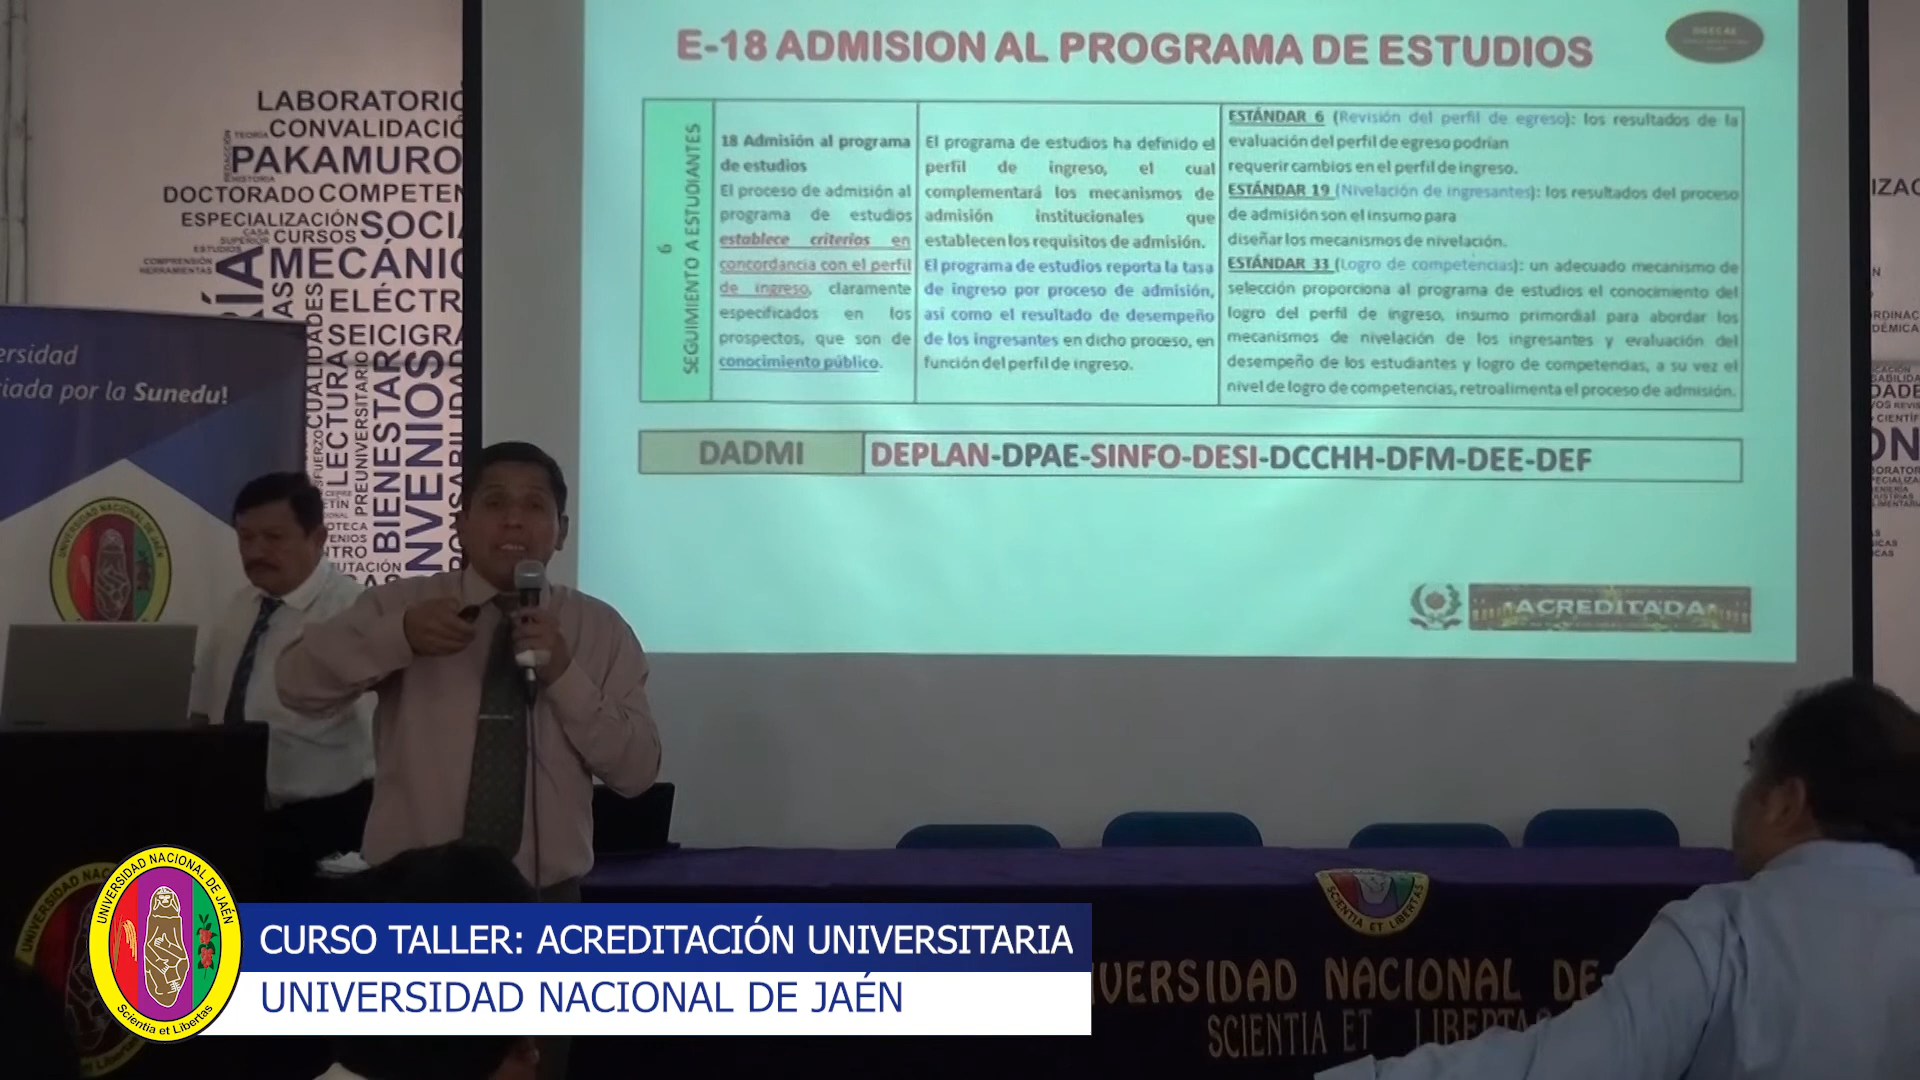 E-18 ADMISION AL PROGRAMA DE ESTUDIOS
6
SEGUIMIENTO A ESTUDIANTES
18 Admisión al programa
de estudios
El proceso de admisión al
programa de estudios
establece criterios en
concordancia con el perfil
de ingreso, claramente
especificados en los
prospectos, que son de
conocimiento público.
El programa de estudios ha definido el
perfil de ingreso, el cual
complementará los mecanismos de
admisión institucionales que
establecen los requisitos de admisión.
El programa de estudios reporta la tasa
de ingreso por proceso de admisión,
así como el resultado de desempeño
de los ingresantes en dicho proceso, en
función del perfil de ingreso.
ESTÁNDAR 6 (Revisión del perfil de egreso): los resultados de la
evaluación del perfil de egreso podrían
requerir cambios en el perfil de ingreso.
ESTÁNDAR 19 (Nivelación de ingresantes): los resultados del proceso
de admisión son el insumo para
diseñar los mecanismos de nivelación.
ESTÁNDAR 33 (Logro de competencias): un adecuado mecanismo de
selección proporciona al programa de estudios el conocimiento del
logro del perfil de ingreso, insumo primordial para abordar los
mecanismos de nivelación de los ingresantes y evaluación del
desempeño de los estudiantes y logro de competencias, a su vez el
nivel de logro de competencias, retroalimenta el proceso de admisión.
DADMI
DEPLAN-DPAE-SINFO-DESI-DCCHH-DFM-DEE-DEF
ACREDITADA
LABORATORIO
CONVALIDACIÓ
PAKAMURO
DOCTORADO COMPETEN
ESPECIALIZACIÓN SOCIA
CURSOS
MECÁNIC
ELÉCTR
SEICIGRA
CUALIDADES
LECTURA
PREUNIVERSITARIO
BIENESTAR
NVENIOS
ersidad
iada por la Sunedu!
UNIVERSIDAD NACIONAL DE JAÉN
SCIENTIA ET LIBERTAS
IVERSIDAD NACIONAL DE
SCIENTIA ET LIBERTAS
UNIVERSIDAD NACIONAL DE JAÉN
Scientia et Libertas
CURSO TALLER: ACREDITACIÓN UNIVERSITARIA
UNIVERSIDAD NACIONAL DE JAÉN